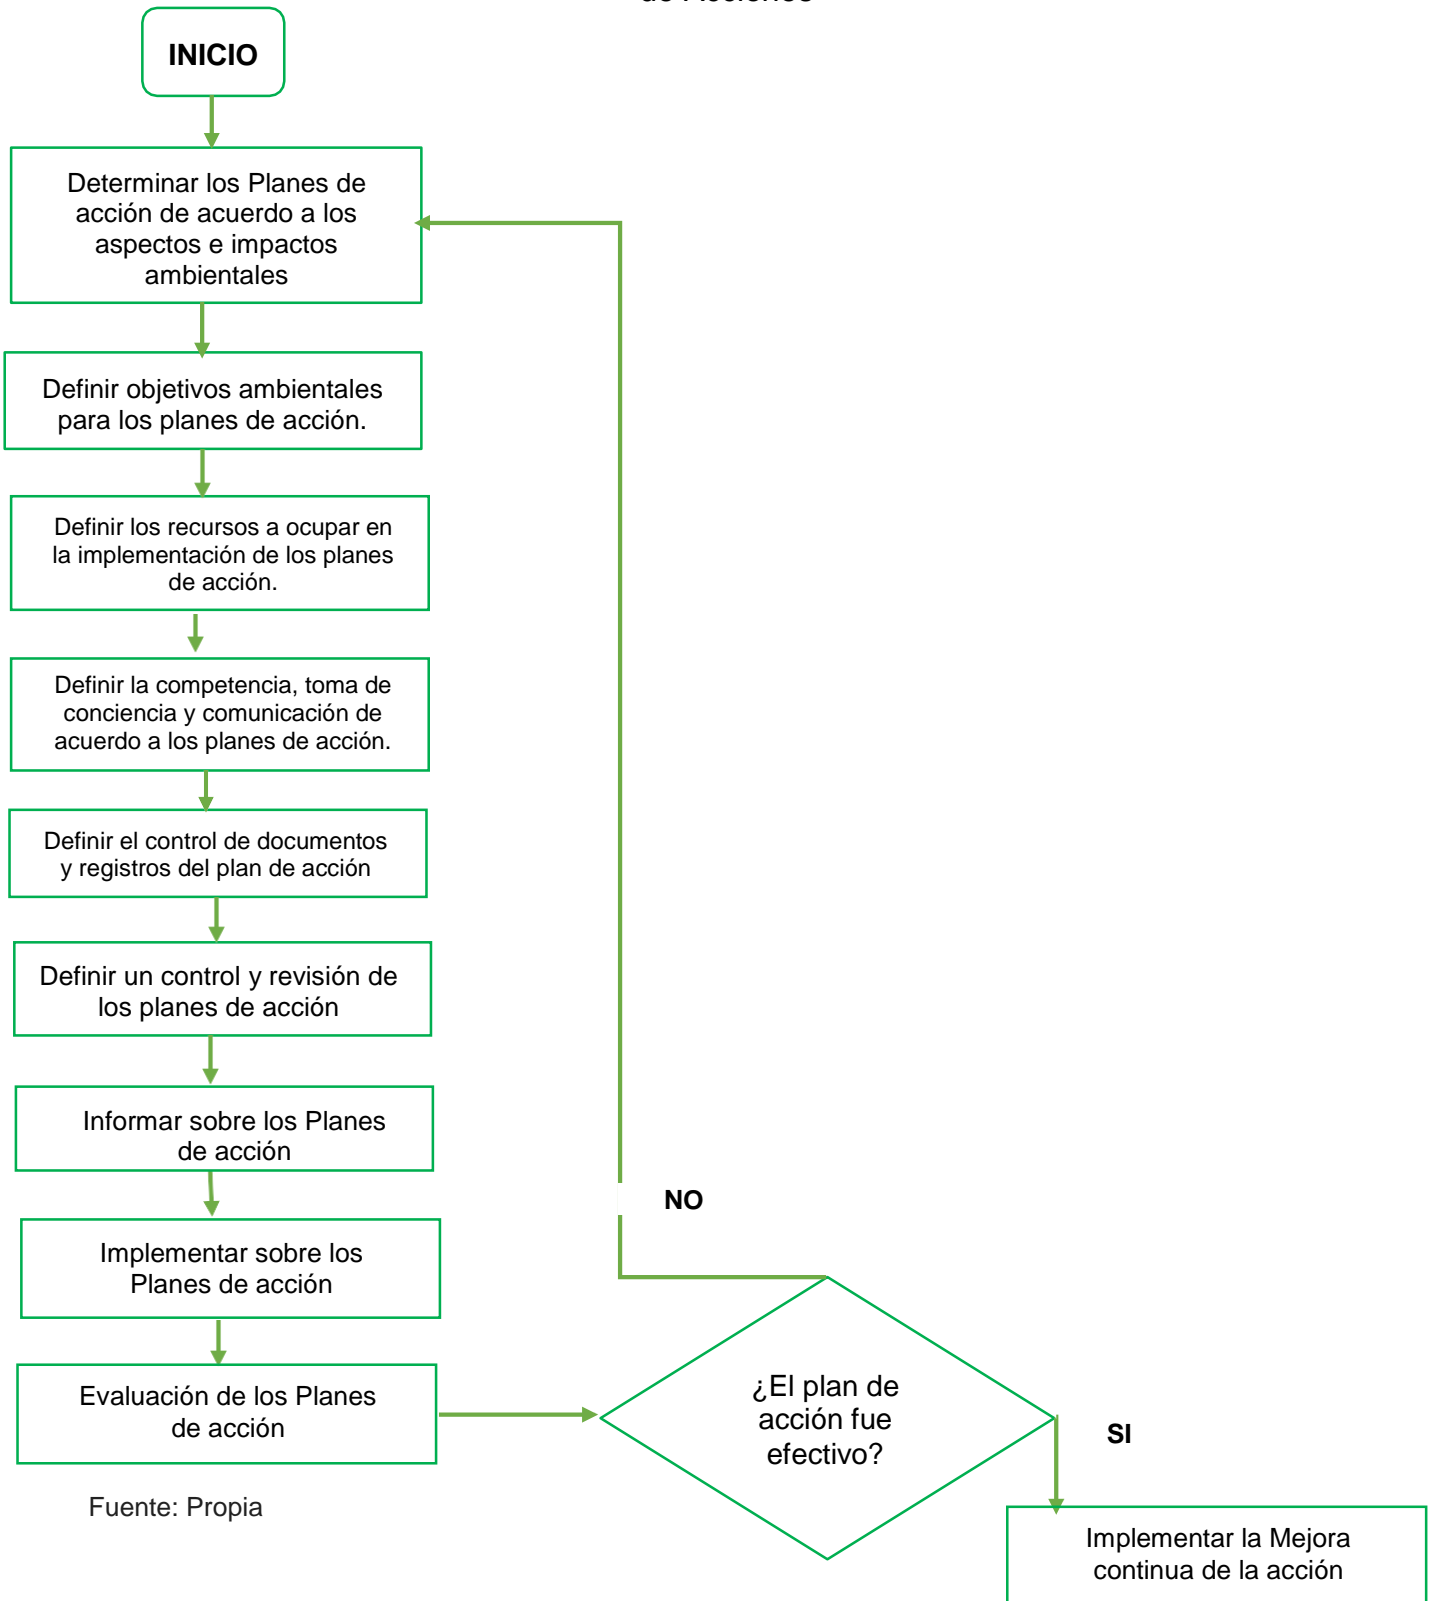 de Acciones
INICIO
Determinar los Planes de
acción de acuerdo a los
aspectos e impactos
ambientales
Definir objetivos ambientales
para los planes de acción.
Definir los recursos a ocupar en
la implementación de los planes
de acción.
Definir la competencia, toma de
conciencia y comunicación de
acuerdo a los planes de acción.
Definir el control de documentos
y registros del plan de acción
Definir un control y revisión de
los planes de acción
Informar sobre los Planes
de acción
Implementar sobre los
Planes de acción
Evaluación de los Planes
de acción
¿El plan de
acción fue
efectivo?
NO
SI
Implementar la Mejora
continua de la acción
Fuente: Propia